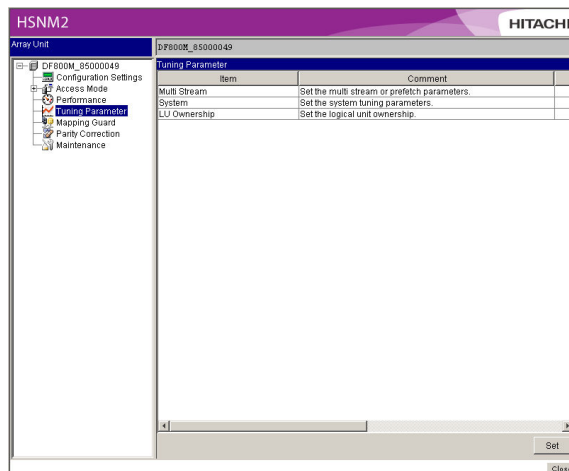 HSNM2
HITACHI
Array Unit
DF800M_85000049
DF800M_85000049
Configuration Settings
Access Mode
Performance
Tuning Parameter
Mapping Guard
Parity Correction
Maintenance
Tuning Parameter
Item Comment
Multi Stream Set the multi stream or prefetch parameters.
System Set the system tuning parameters.
LU Ownership Set the logical unit ownership.
Set
Close